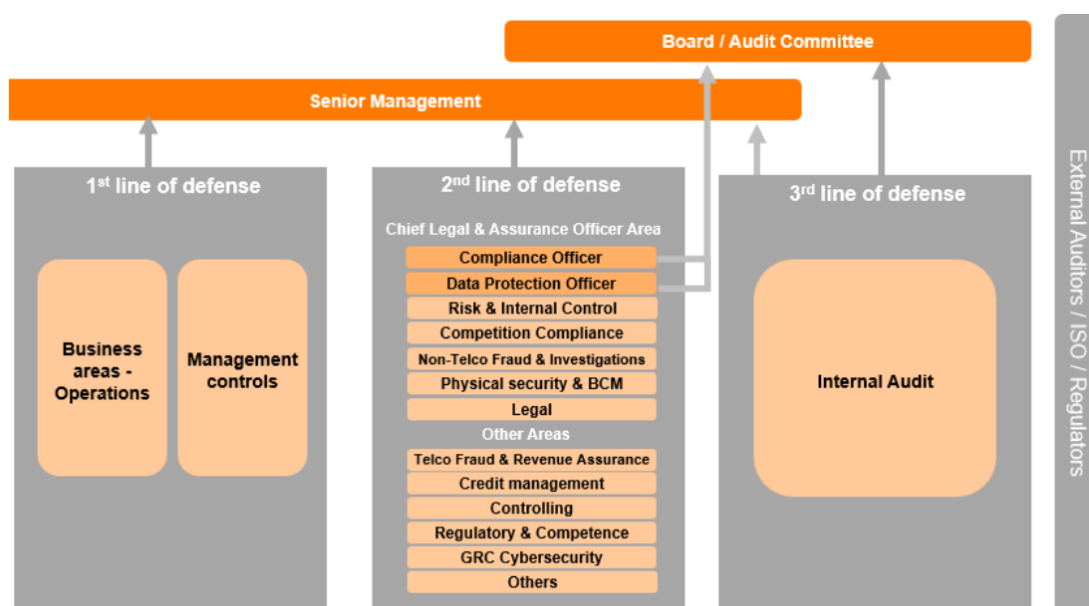 Board / Audit Committee
Senior Management
1st line of defense
Business
areas -
Operations
Management
controls
2nd line of defense
Chief Legal & Assurance Officer Area
Compliance Officer
Data Protection Officer
Risk & Internal Control
Competition Compliance
Non-Telco Fraud & Investigations
Physical security & BCM
Legal
Other Areas
Telco Fraud & Revenue Assurance
Credit management
Controlling
Regulatory & Competence
GRC Cybersecurity
Others
3rd line of defense
Internal Audit
External Auditors / ISO / Regulators